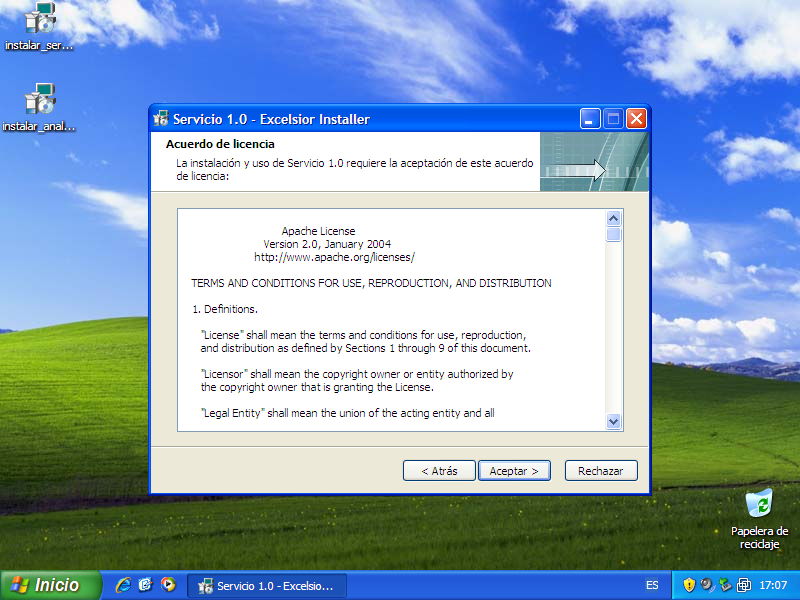 instalar_ser...
instalar_anal...
Servicio 1.0 - Excelsior Installer
Acuerdo de licencia
La instalación y uso de Servicio 1.0 requiere la aceptación de este acuerdo
de licencia:
Apache License
Version 2.0, January 2004
http://www.apache.org/licenses/
TERMS AND CONDITIONS FOR USE, REPRODUCTION, AND DISTRIBUTION
1. Definitions.
"License" shall mean the terms and conditions for use, reproduction,
and distribution as defined by Sections 1 through 9 of this document.
"Licensor" shall mean the copyright owner or entity authorized by
the copyright owner that is granting the License.
"Legal Entity" shall mean the union of the acting entity and all
< Atrás
Aceptar >
Rechazar
Papelera de
reciclaje
Inicio
Servicio 1.0 - Excelsio...
ES
17:07